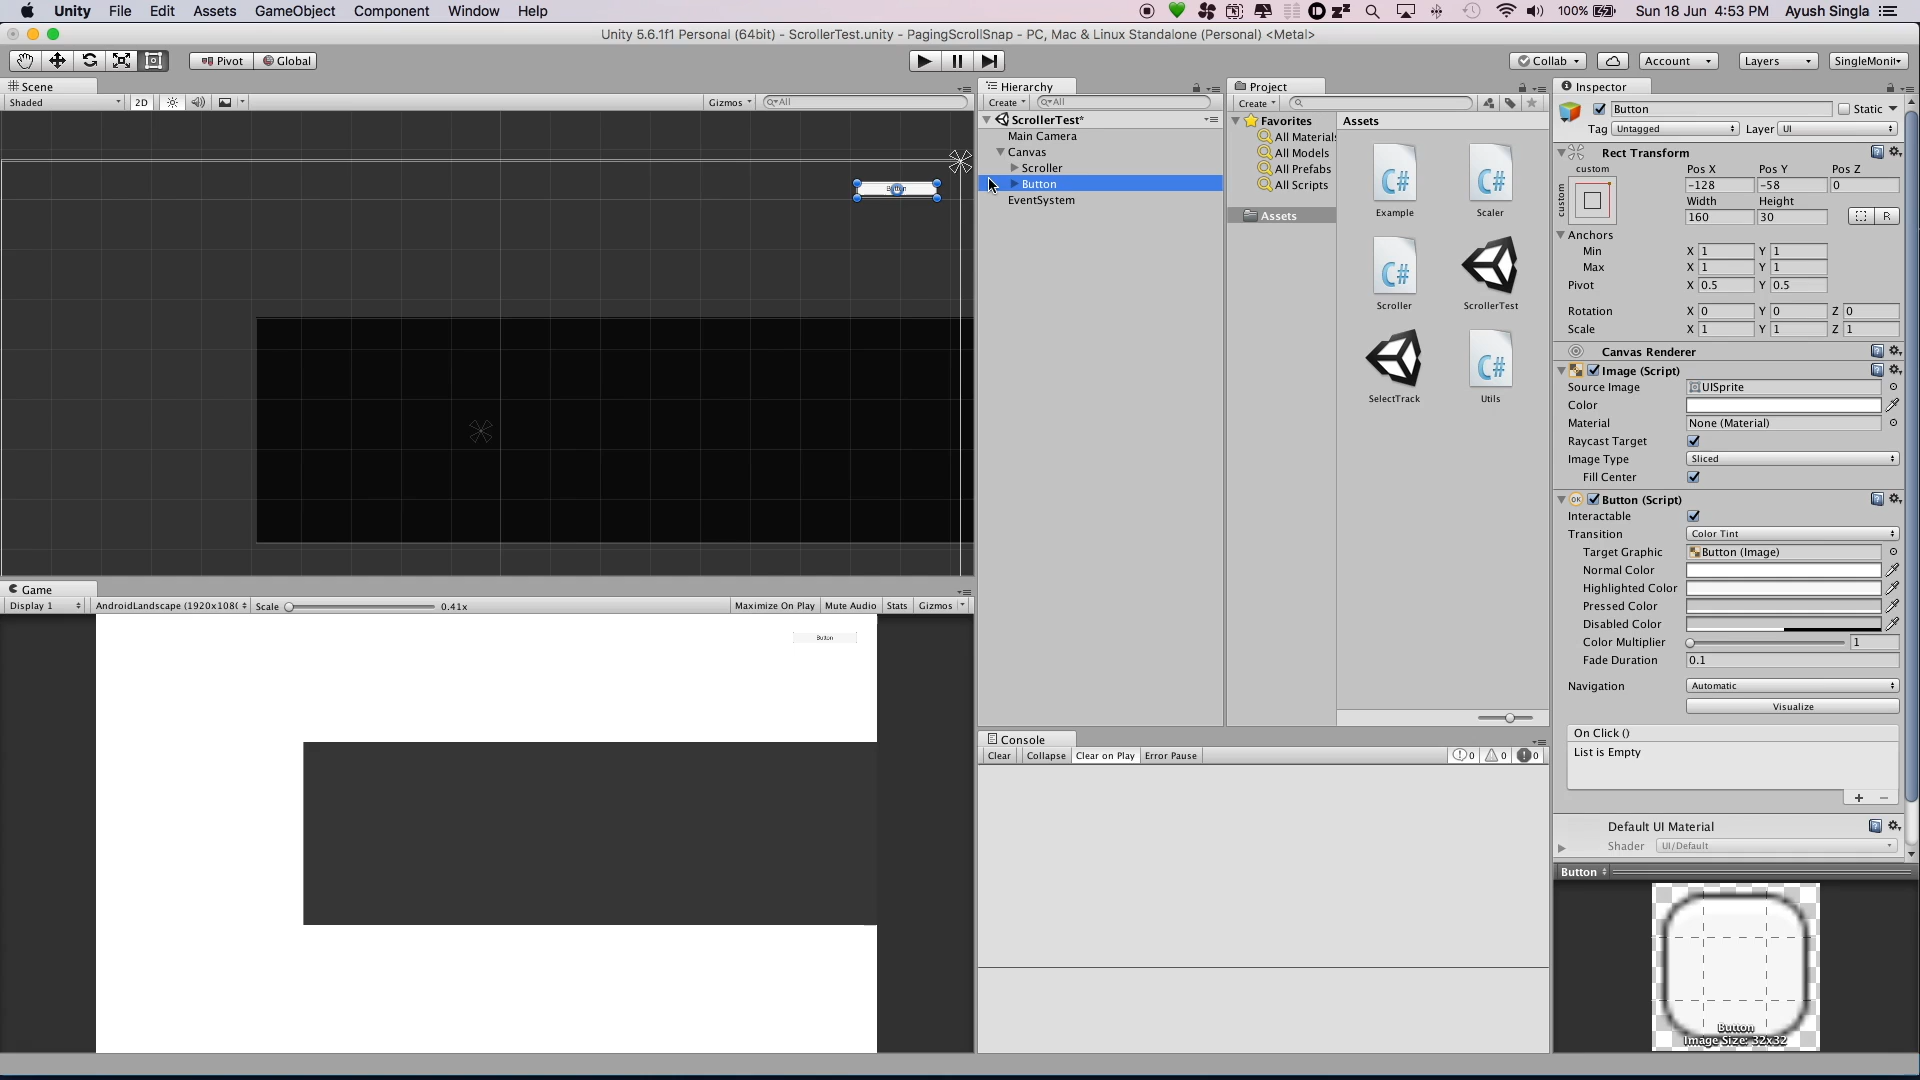 Unity File Edit Assets GameObject Component Window Help 100% Sun 18 Jun 4:53 PM Ayush Singla
Unity 5.6.1f1 Personal (64bit) - ScrollerTest.unity - PagingScrollSnap - PC, Mac & Linux Standalone (Personal) <Metal>
Pivot Global Collab Account Layers SingleMoni
Scene
Shaded 2D Gizmos All
Button
Game
Display 1 AndroidLandscape (1920x108( Scale 0.41x Maximize On Play Mute Audio Stats Gizmos
Button
Hierarchy
Create All
ScrollerTest*
Main Camera
Canvas
Scroller
Button
EventSystem
Project
Create
Favorites
All Materials
All Models
All Prefabs
All Scripts
Assets
Assets
C# C#
Example Scaler
C#
Scroller ScrollerTest
C#
SelectTrack Utils
Console
Clear Collapse Clear on Play Error Pause 0 0 0
Inspector
Button Static
Tag Untagged Layer UI
Rect Transform
custom Pos X Pos Y Pos Z
custom -128 -58 0
Width Height
160 30 R
Anchors
Min X 1 Y 1
Max X 1 Y 1
Pivot X 0.5 Y 0.5
Rotation X 0 Y 0 Z 0
Scale X 1 Y 1 Z 1
Canvas Renderer
Image (Script)
Source Image UISprite
Color
Material None (Material)
Raycast Target
Image Type Sliced
Fill Center
OK Button (Script)
Interactable
Transition Color Tint
Target Graphic Button (Image)
Normal Color
Highlighted Color
Pressed Color
Disabled Color
Color Multiplier 1
Fade Duration 0.1
Navigation Automatic
Visualize
On Click ()
List is Empty
Default UI Material
Shader UI/Default
Button
Button
Image Size: 32x32